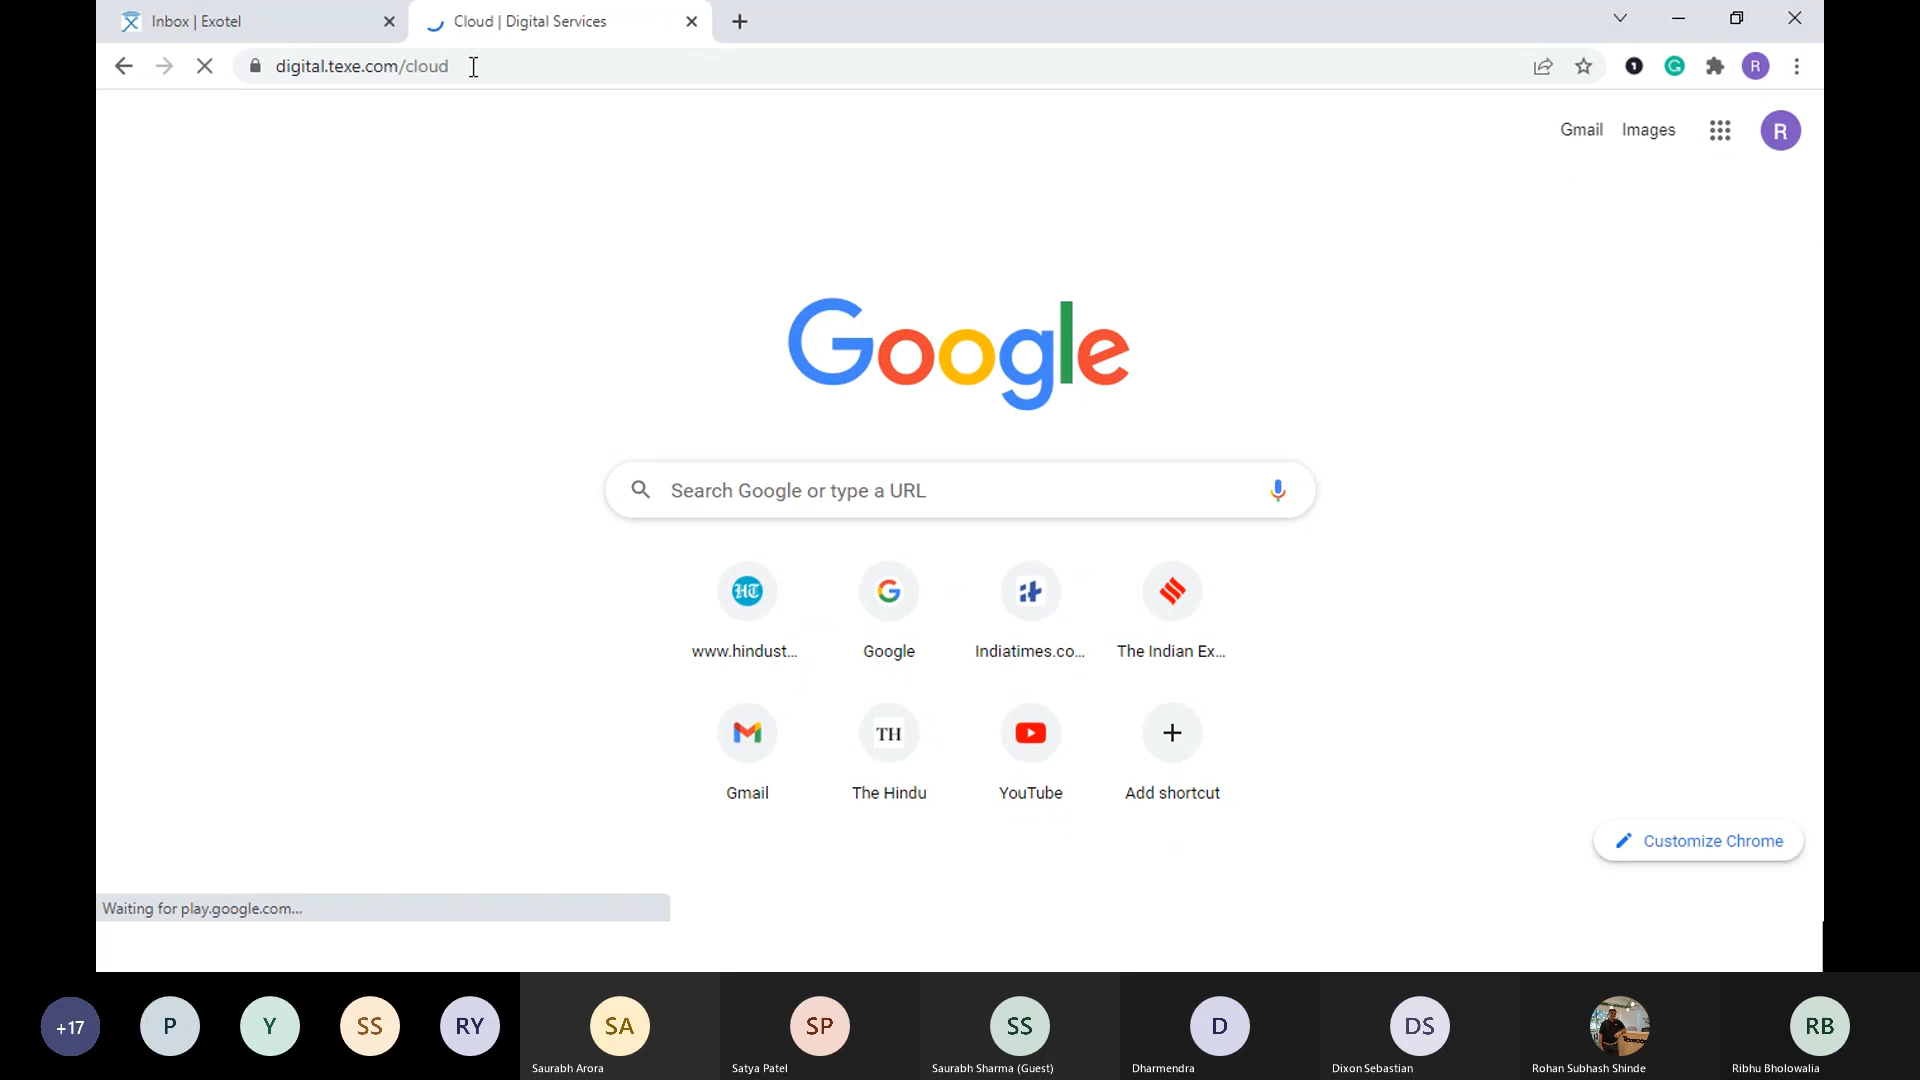 Inbox | Exotel
Cloud | Digital Services
digital.texe.com/cloud
R
Gmail
Images
R
Google
Search Google or type a URL
HT
www.hindust...
Google
Indiatimes.co...
The Indian Ex...
TH
Gmail
The Hindu
YouTube
Add shortcut
Customize Chrome
Waiting for play.google.com...
+17
P
Y
SS
RY
SA
SP
SS
D
DS
RB
Saurabh Arora
Satya Patel
Saurabh Sharma (Guest)
Dharmendra
Dixon Sebastian
Rohan Subhash Shinde
Ribhu Bholowalia